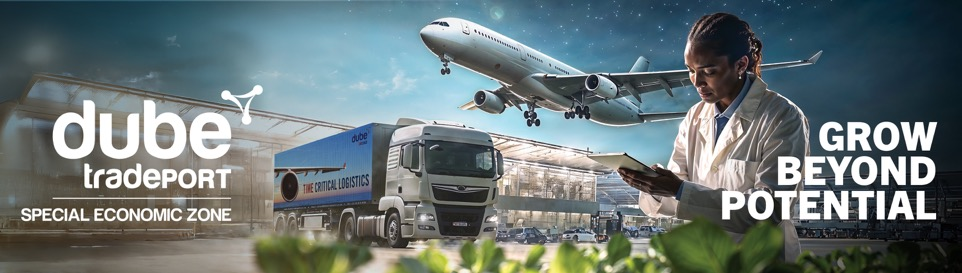 dube
tradePORT
SPECIAL ECONOMIC ZONE
dube
TIME CRITICAL LOGISTICS
GROW
BEYOND
POTENTIAL